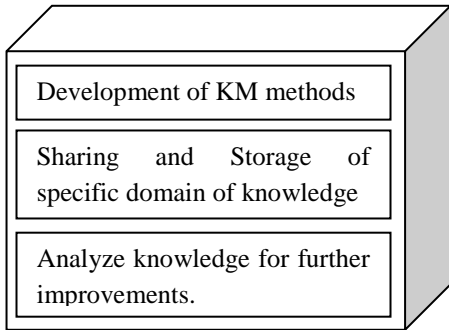 Development of KM methods
Sharing and Storage of
specific domain of knowledge
Analyze knowledge for further
improvements.